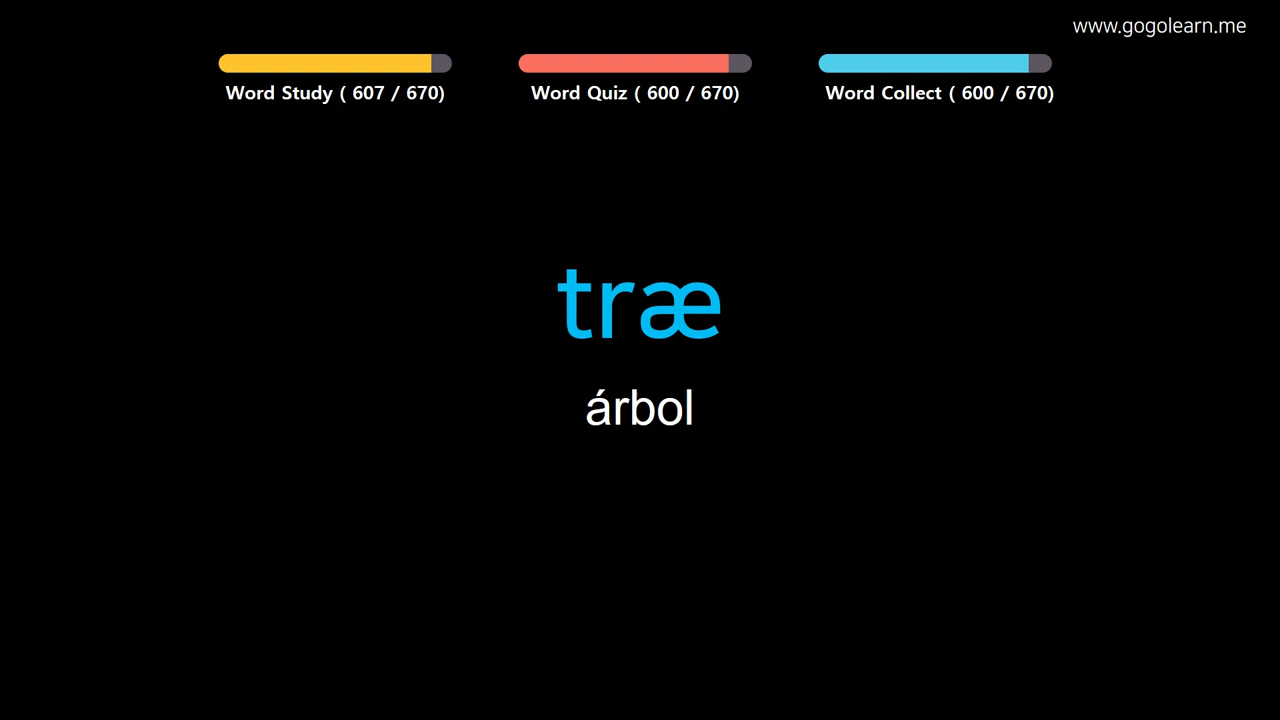 www.gogolearn.me
Word Study ( 607 / 670)
Word Quiz ( 600 / 670)
Word Collect ( 600 / 670)
træ
árbol